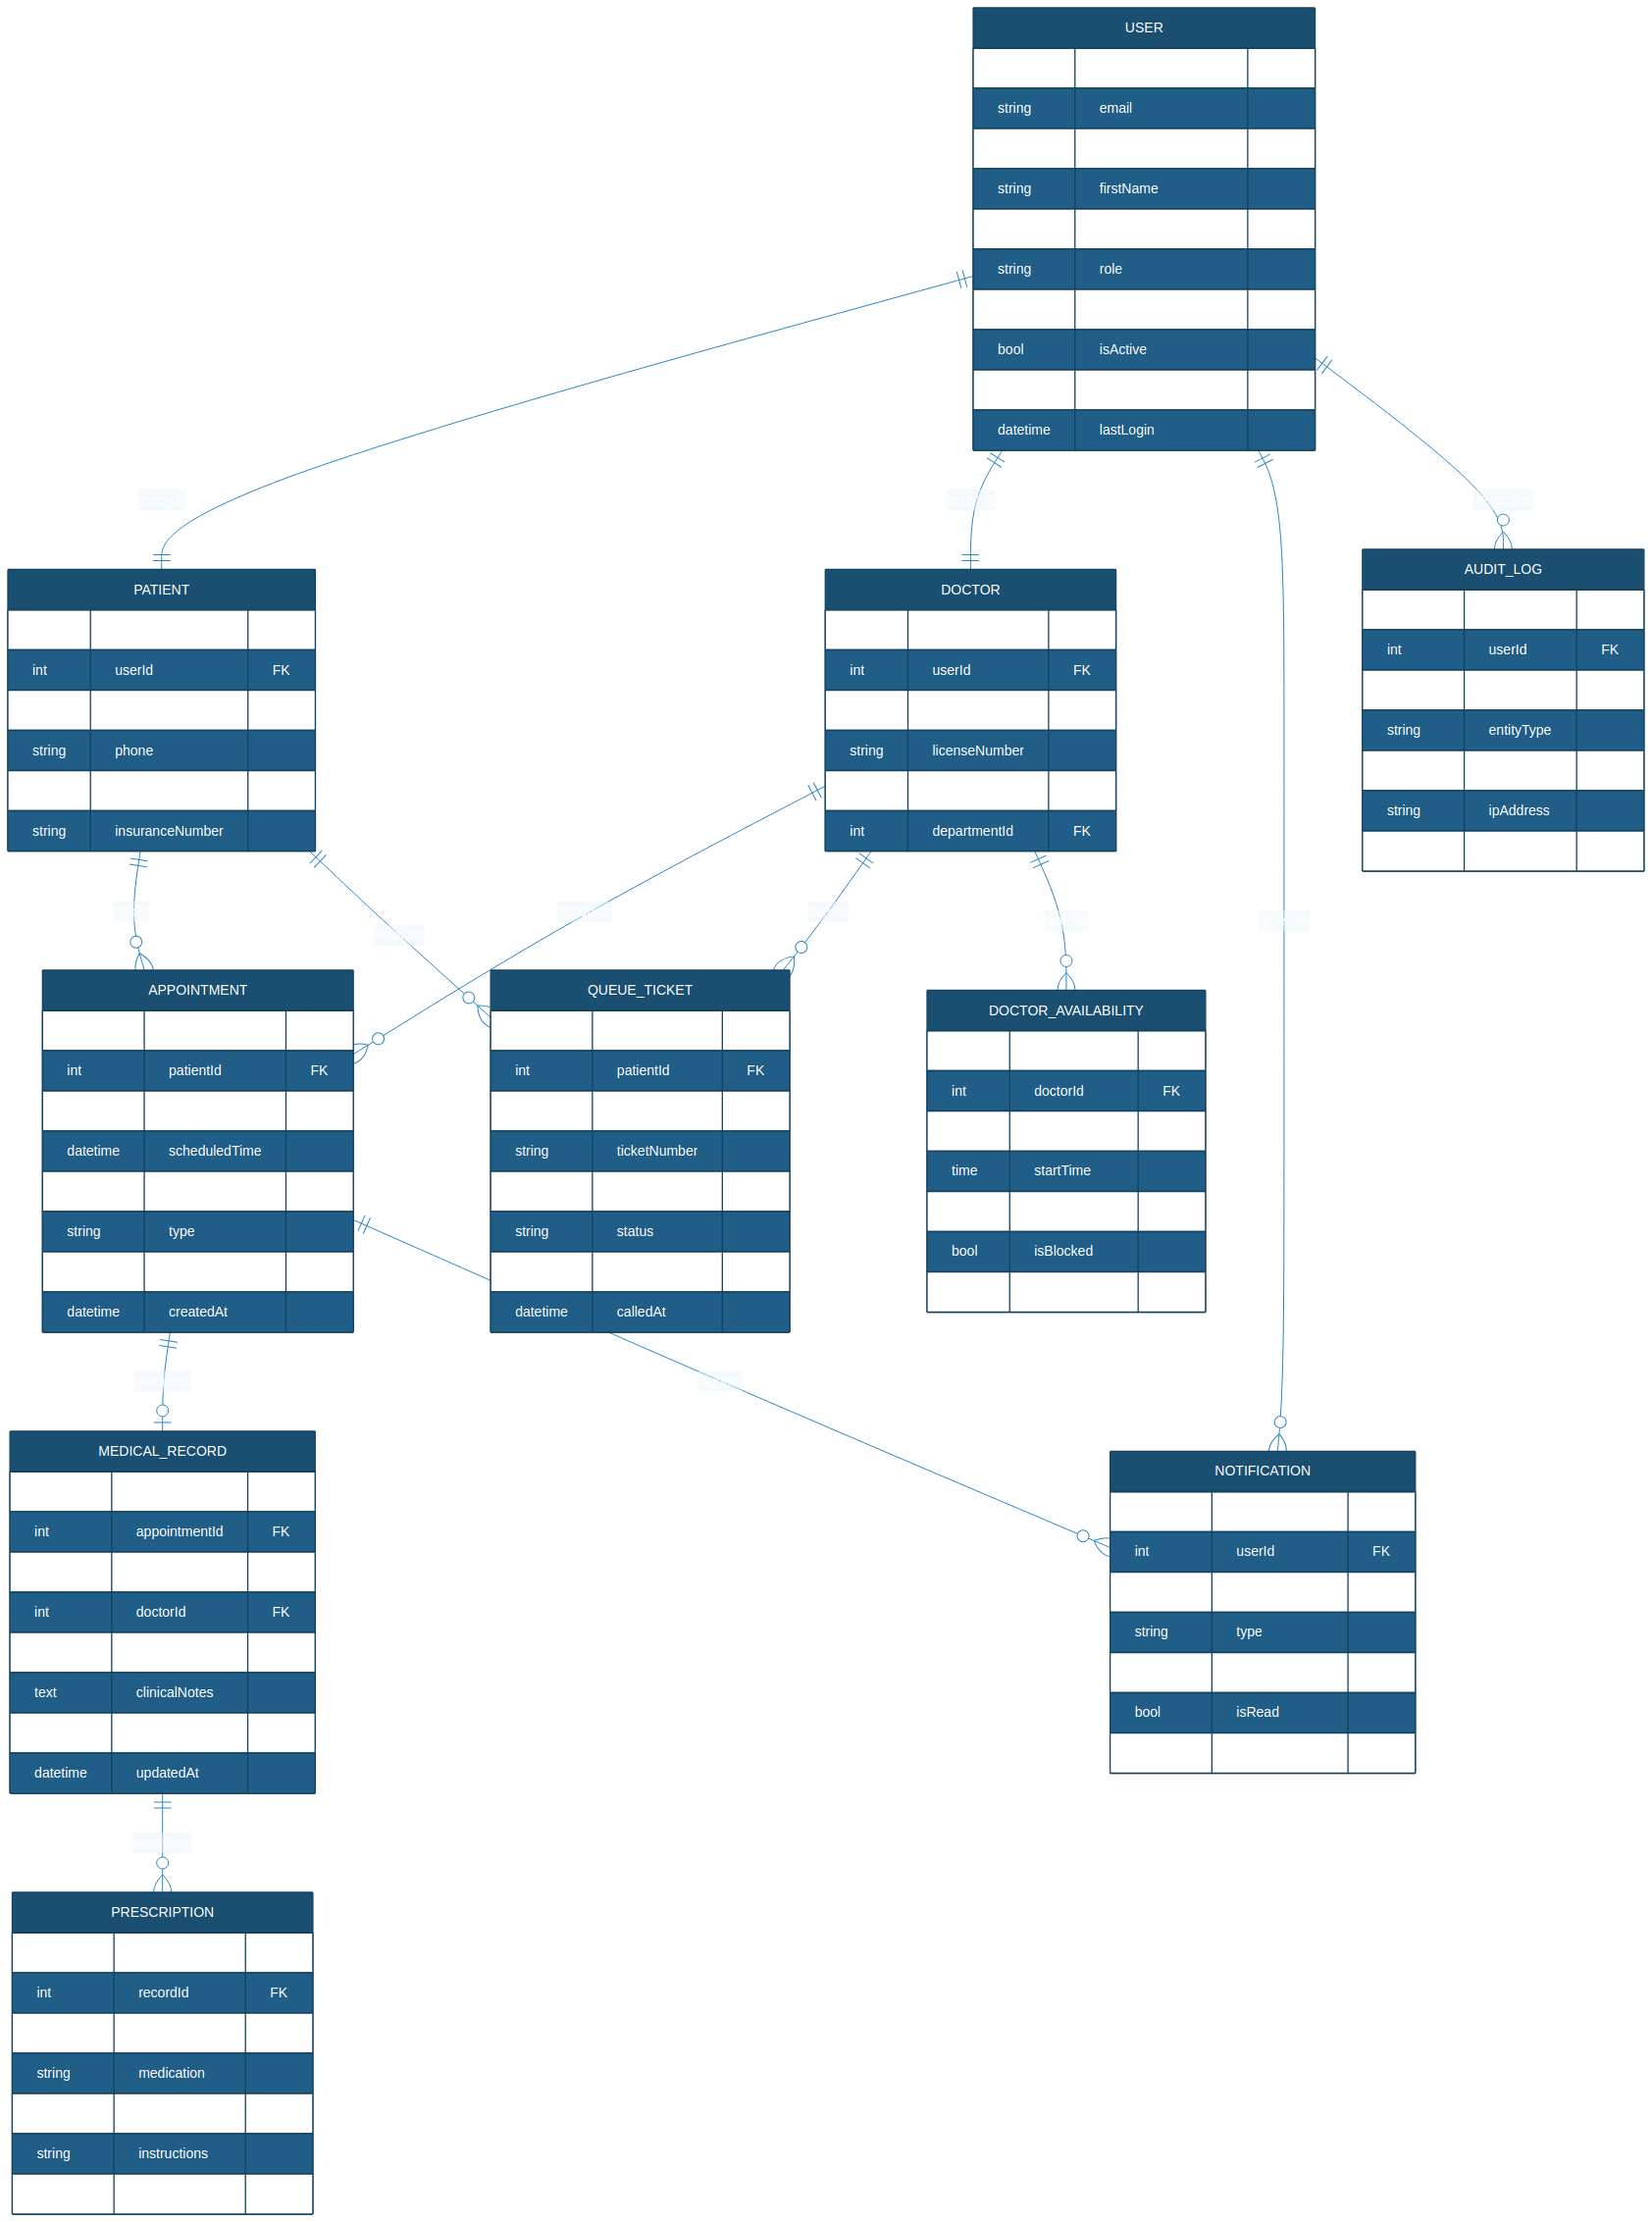 USER
string email
string firstName
string role
bool isActive
datetime lastLogin
PATIENT
int userId FK
string phone
string insuranceNumber
DOCTOR
int userId FK
string licenseNumber
int departmentId FK
AUDIT_LOG
int userId FK
string entityType
string ipAddress
APPOINTMENT
int patientId FK
datetime scheduledTime
string type
datetime createdAt
QUEUE_TICKET
int patientId FK
string ticketNumber
string status
datetime calledAt
DOCTOR_AVAILABILITY
int doctorId FK
time startTime
bool isBlocked
MEDICAL_RECORD
int appointmentId FK
int doctorId FK
text clinicalNotes
datetime updatedAt
NOTIFICATION
int userId FK
string type
bool isRead
PRESCRIPTION
int recordId FK
string medication
string instructions